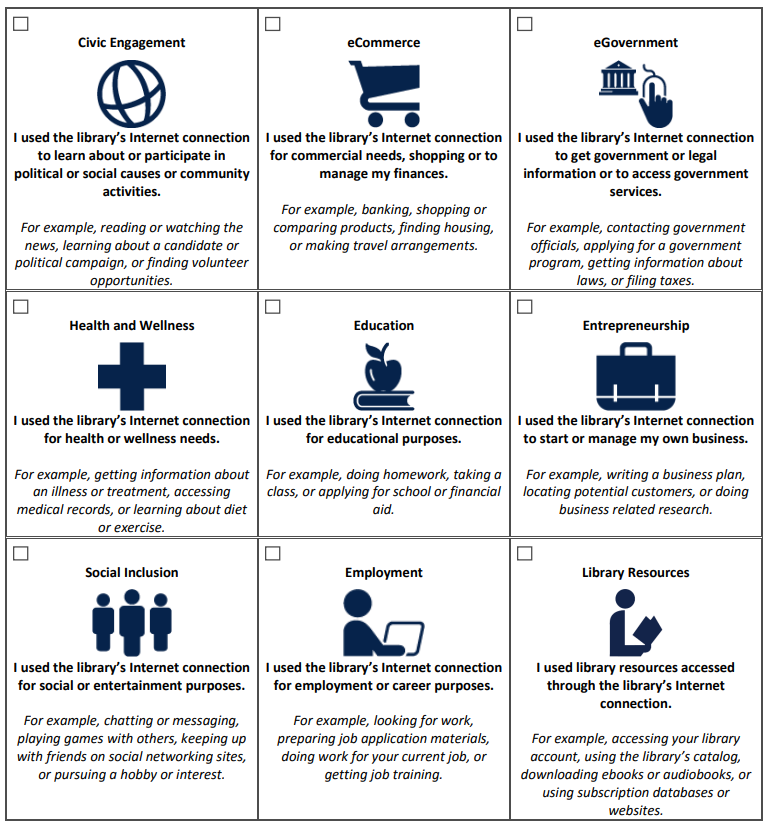 Civic Engagement
I used the library's Internet connection
to learn about or participate in
political or social causes or community
activities.
For example, reading or watching the
news, learning about a candidate or
political campaign, or finding volunteer
opportunities.
eCommerce
I used the library's Internet connection
for commercial needs, shopping or to
manage my finances.
For example, banking, shopping or
comparing products, finding housing,
or making travel arrangements.
eGovernment
I used the library's Internet connection
to get government or legal
information or to access government
services.
For example, contacting government
officials, applying for a government
program, getting information about
laws, or filing taxes.
Health and Wellness
I used the library's Internet connection
for health or wellness needs.
For example, getting information about
an illness or treatment, accessing
medical records, or learning about diet
or exercise.
Education
I used the library's Internet connection
for educational purposes.
For example, doing homework, taking a
class, or applying for school or financial
aid.
Entrepreneurship
I used the library's Internet connection
to start or manage my own business.
For example, writing a business plan,
locating potential customers, or doing
business related research.
Social Inclusion
I used the library's Internet connection
for social or entertainment purposes.
For example, chatting or messaging,
playing games with others, keeping up
with friends on social networking sites,
or pursuing a hobby or interest.
Employment
I used the library's Internet connection
for employment or career purposes.
For example, looking for work,
preparing job application materials,
doing work for your current job, or
getting job training.
Library Resources
I used library resources accessed
through the library's Internet
connection.
For example, accessing your library
account, using the library's catalog,
downloading ebooks or audiobooks, or
using subscription databases or
websites.